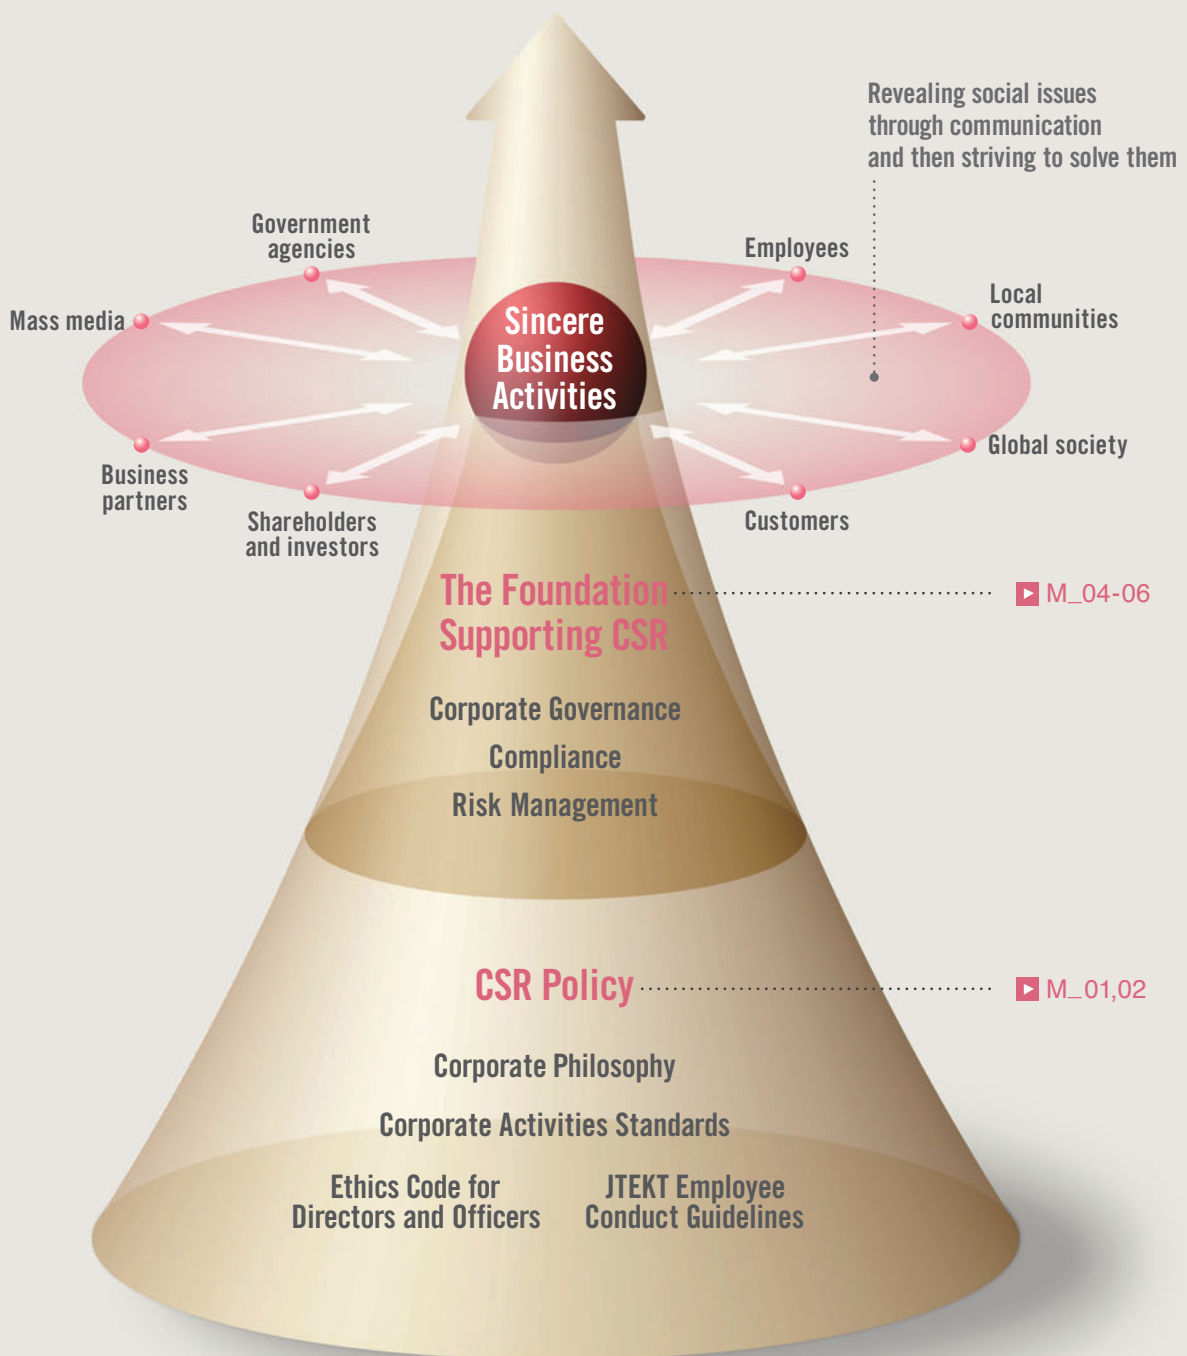 Revealing social issues
through communication
and then striving to solve them
Government
agencies
Employees
Mass media
Local
communities
Sincere
Business
Activities
Business
partners
Global society
Shareholders
and investors
Customers
The Foundation
Supporting CSR
M_04-06
Corporate Governance
Compliance
Risk Management
CSR Policy
M_01,02
Corporate Philosophy
Corporate Activities Standards
Ethics Code for
Directors and Officers
JTEKT Employee
Conduct Guidelines